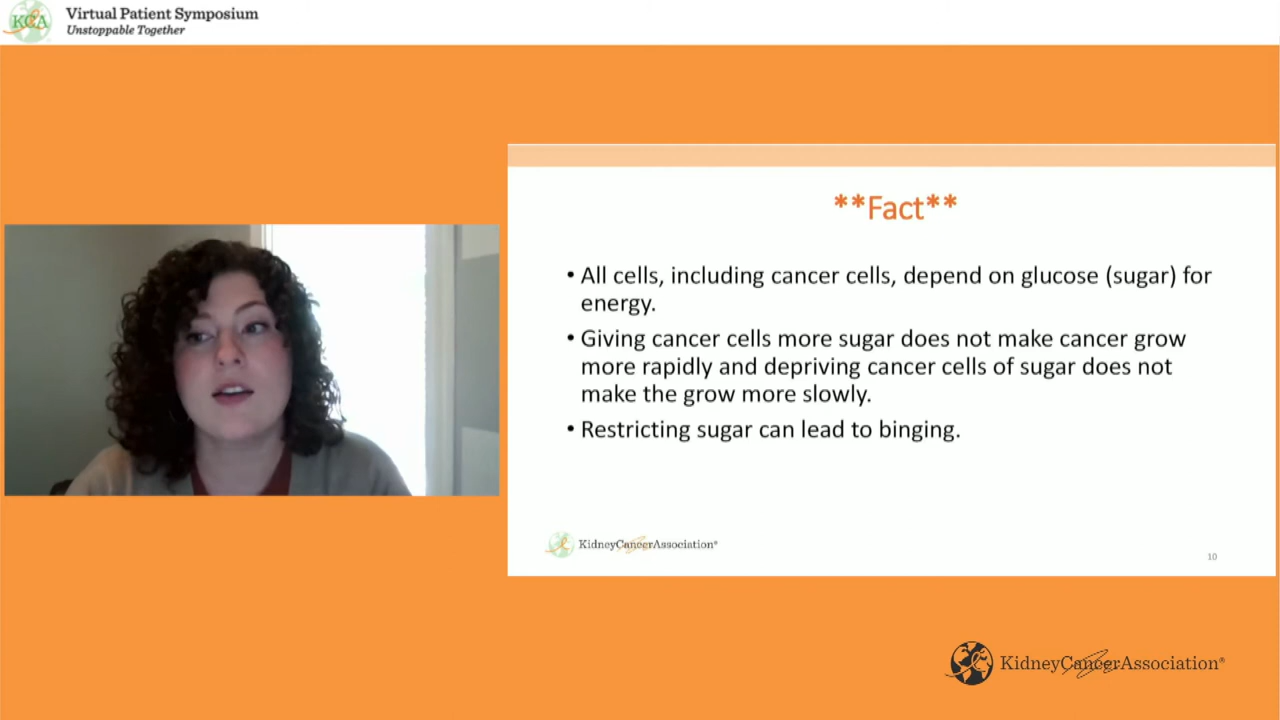 KCA
Virtual Patient Symposium
Unstoppable Together
**Fact**
• All cells, including cancer cells, depend on glucose (sugar) for
energy.
• Giving cancer cells more sugar does not make cancer grow
more rapidly and depriving cancer cells of sugar does not
make the grow more slowly.
• Restricting sugar can lead to binging.
KidneyCancerAssociation®
10
KidneyCancerAssociation®